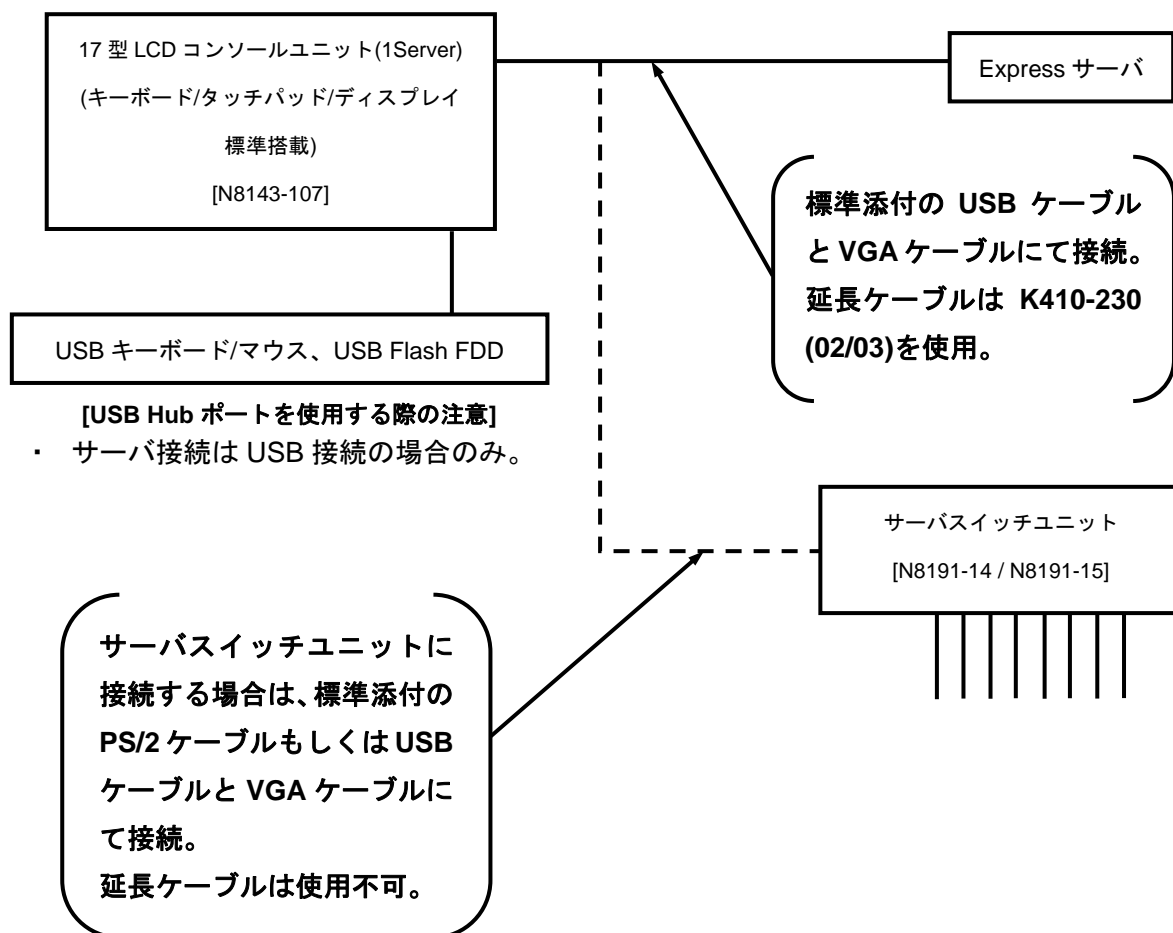 17 型 LCD コンソールユニット(1Server)
(キーボード/タッチパッド/ディスプレイ
標準搭載)
[N8143-107]
Express サーバ
標準添付の USB ケーブル
と VGA ケーブルにて接続。
延長ケーブルは K410-230
(02/03)を使用。
USB キーボード/マウス、USB Flash FDD
[USB Hub ポートを使用する際の注意]
・ サーバ接続は USB 接続の場合のみ。
サーバスイッチユニット
[N8191-14 / N8191-15]
サーバスイッチユニットに
接続する場合は、標準添付の
PS/2 ケーブルもしくは USB
ケーブルと VGA ケーブルに
て接続。
延長ケーブルは使用不可。